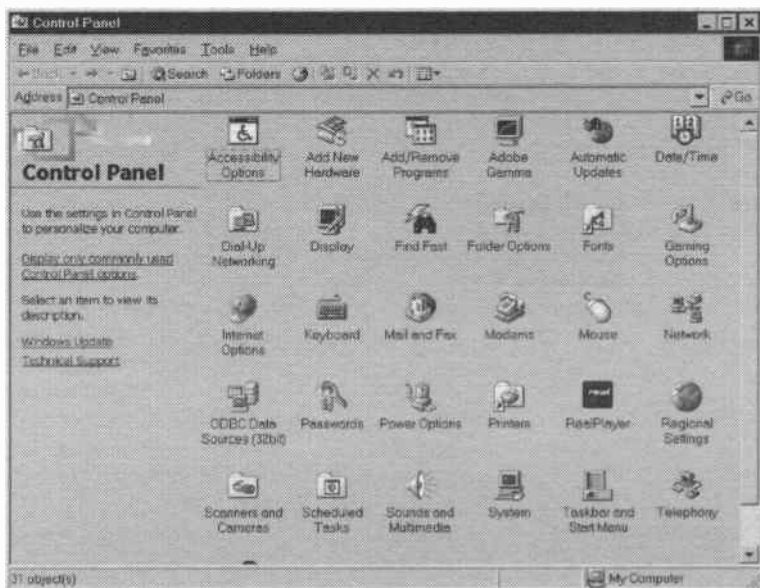 Control Panel
File Edit View Favorites Tools Help
Back Search Folders
Address Control Panel Go
Control Panel
Use the settings in Control Panel
to personalize your computer.
Display only commonly used
Control Panel options.
Select an item to view its
description.
Windows Update
Technical Support
Accessibility
Options
Add New
Hardware
Add/Remove
Programs
Adobe
Gamma
Automatic
Updates
Date/Time
Dial-Up
Networking
Display
Find Fast
Folder Options
Fonts
Gaming
Options
Internet
Options
Keyboard
Mail and Fax
Modems
Mouse
Network
ODBC Data
Sources (32bit)
Passwords
Power Options
Printers
real
RealPlayer
Regional
Settings
Scanners and
Cameras
Scheduled
Tasks
Sounds and
Multimedia
System
Taskbar and
Start Menu
Telephony
31 object(s) My Computer